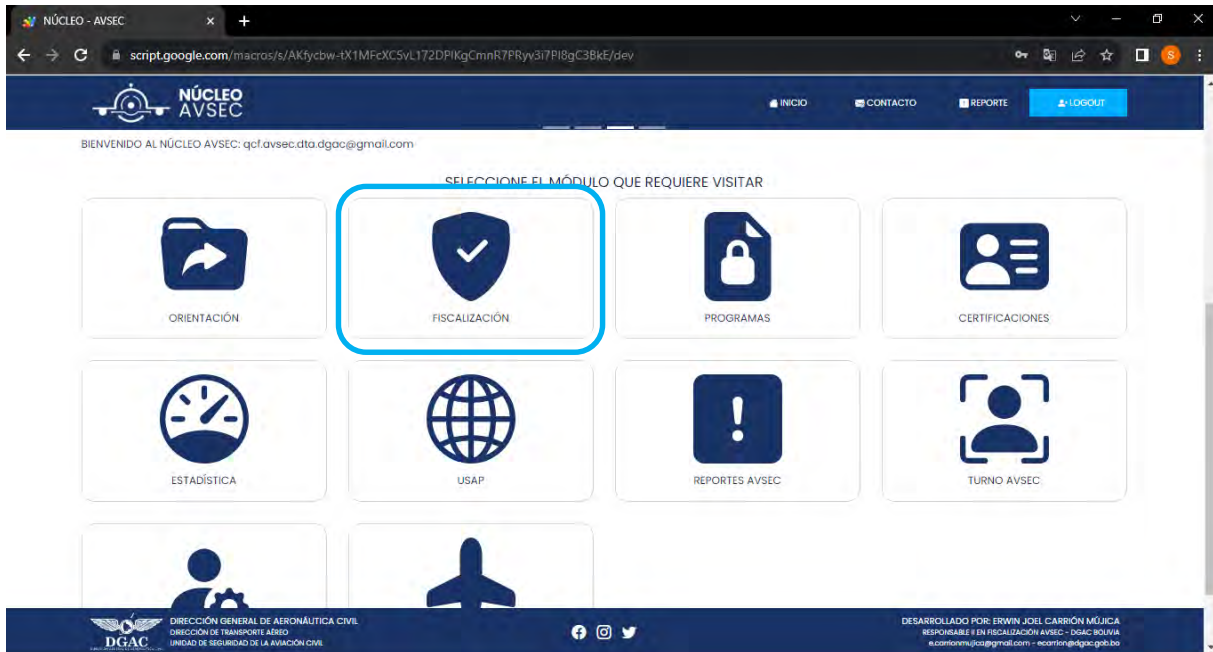 NÚCLEO - AVSEC
script.google.com/macros/s/AKfycbw-tX1MFcXC5vL172DPlKgCmnR7PRyv3i7Pl8gC3BkE/dev
S
NÚCLEO
AVSEC
INICIO
CONTACTO
REPORTE
LOGOUT
BIENVENIDO AL NÚCLEO AVSEC: qcf.avsec.dta.dgac@gmail.com
SELECCIONE EL MÓDULO QUE REQUIERE VISITAR
ORIENTACIÓN
FISCALIZACIÓN
PROGRAMAS
CERTIFICACIONES
ESTADÍSTICA
USAP
REPORTES AVSEC
TURNO AVSEC
DGAC
DIRECCIÓN GENERAL DE AERONÁUTICA CIVIL
DIRECCIÓN DE TRANSPORTE AÉREO
UNIDAD DE SEGURIDAD DE LA AVIACIÓN CIVIL
DESARROLLADO POR: ERWIN JOEL CARRIÓN MÚJICA
RESPONSABLE II EN FISCALIZACIÓN AVSEC - DGAC BOLIVIA
e.carrionmujica@gmail.com - ecarrion@dgac.gob.bo